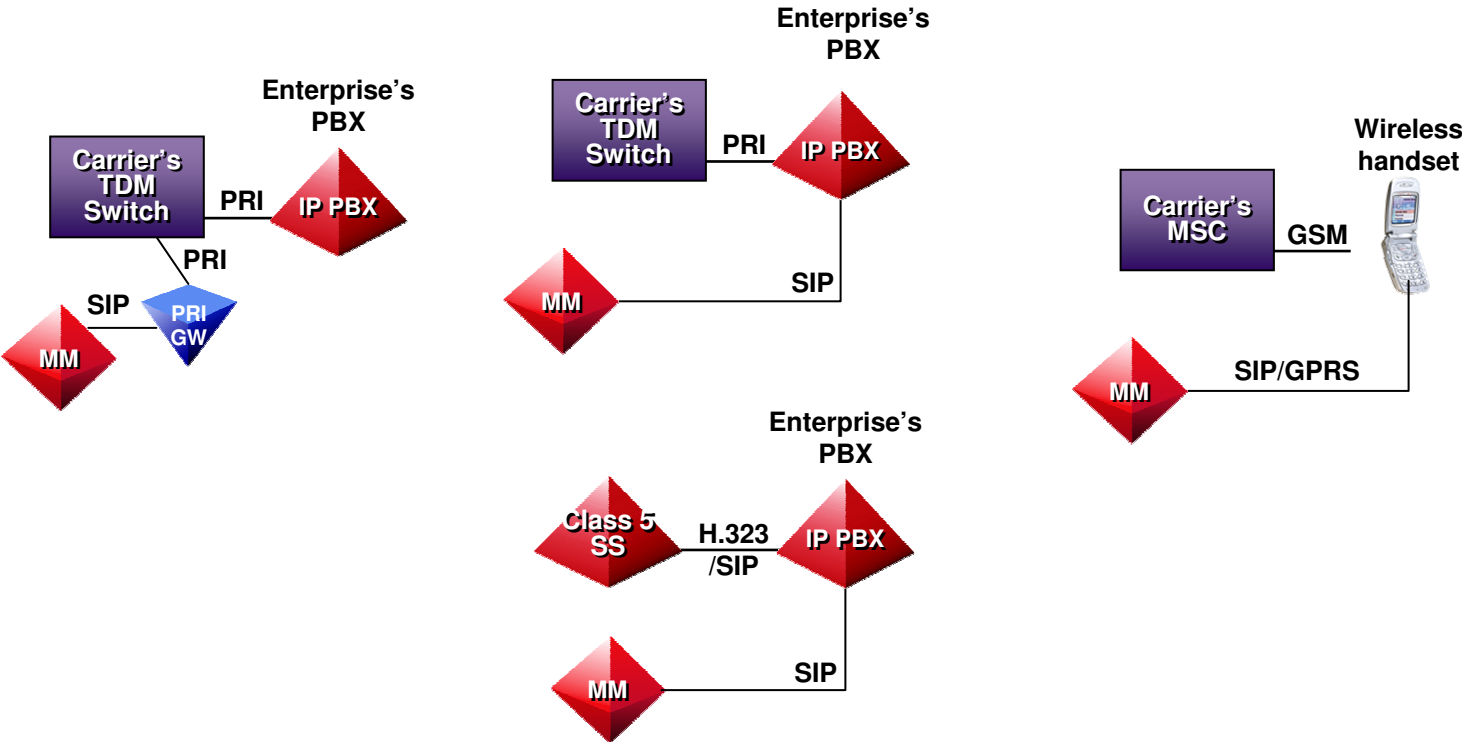 Enterprise's
PBX
Carrier's
TDM
Switch
PRI
IP PBX
PRI
SIP
PRI
GW
MM
Enterprise's
PBX
Carrier's
TDM
Switch
PRI
IP PBX
SIP
MM
Enterprise's
PBX
Class 5
SS
H.323
/SIP
IP PBX
SIP
MM
Wireless
handset
Carrier's
MSC
GSM
SIP/GPRS
MM